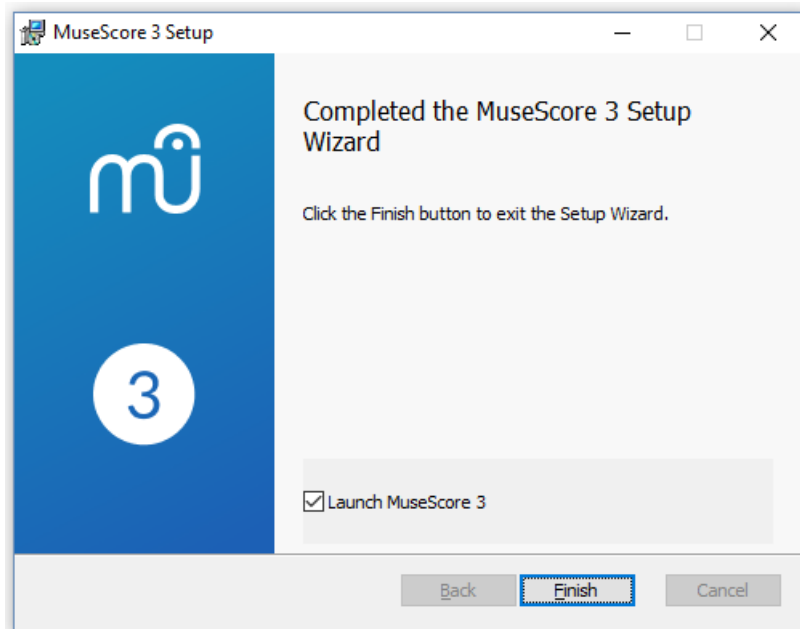 MuseScore 3 Setup
Completed the MuseScore 3 Setup
Wizard
Click the Finish button to exit the Setup Wizard.
3
Launch MuseScore 3
Back
Finish
Cancel